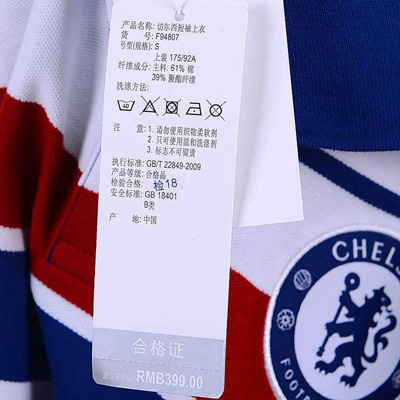 品 名: 切尔西短袖上衣
货 号: F94807
号型(规格): S
上装 175/92A
纤维成分: 主料: 61% 棉
39% 聚酯纤维
洗涤方法:
注 意: 1. 请勿使用织物柔软剂
2. 只可使用温和洗涤剂
3. 标志不可熨烫
执行标准: GB/T 22849-2009
产品等级: 合格品
检验合格: 检18
安全标准: GB 18401
B类
产 地: 中国
合格证
RMB399.00
CHELS
FOOTB